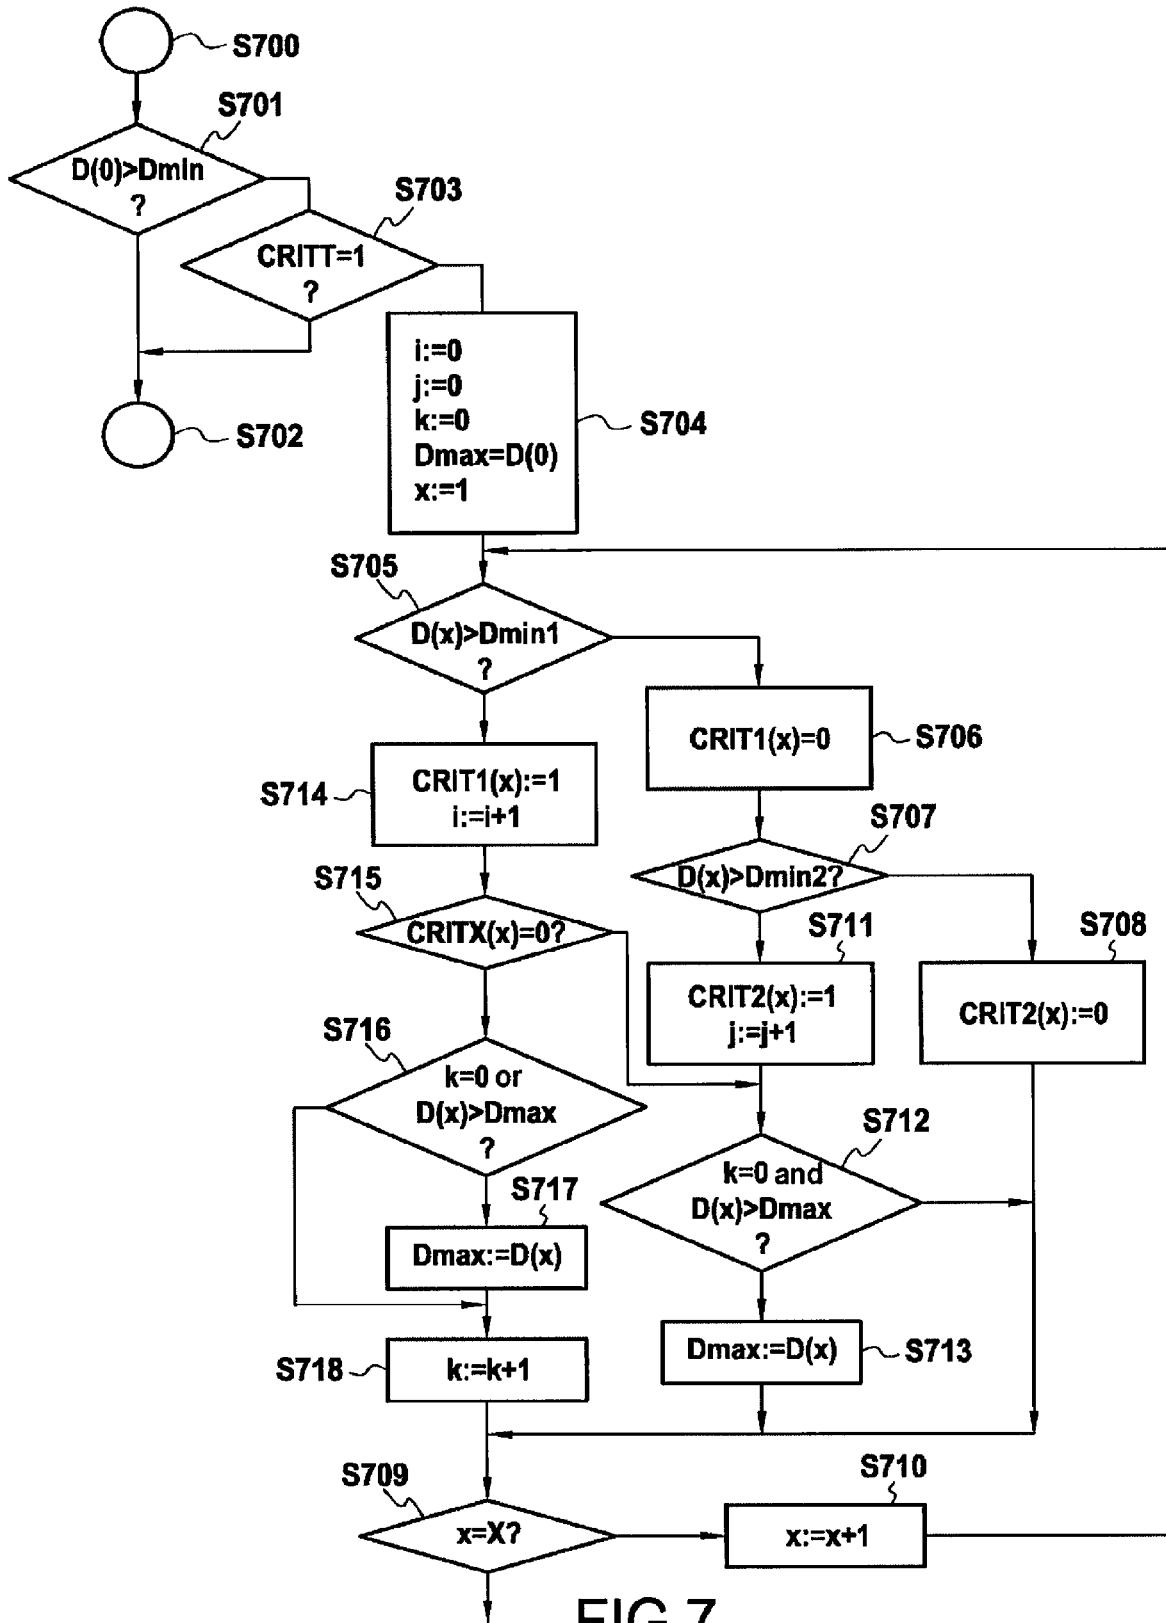 S700
S701
D(0)>Dmin
?
S703
CRITT=1
?
S702
i:=0
j:=0
k:=0
Dmax=D(0)
x:=1
S704
S705
D(x)>Dmin1
?
CRIT1(x)=0
S706
S714
CRIT1(x):=1
i:=i+1
S707
D(x)>Dmin2?
S715
CRITX(x)=0?
S711
CRIT2(x):=1
j:=j+1
S708
CRIT2(x):=0
S716
k=0 or
D(x)>Dmax
?
S712
k=0 and
D(x)>Dmax
?
S717
Dmax:=D(x)
Dmax:=D(x)
S713
S718
k:=k+1
S709
x=X?
S710
x:=x+1
FIG.7